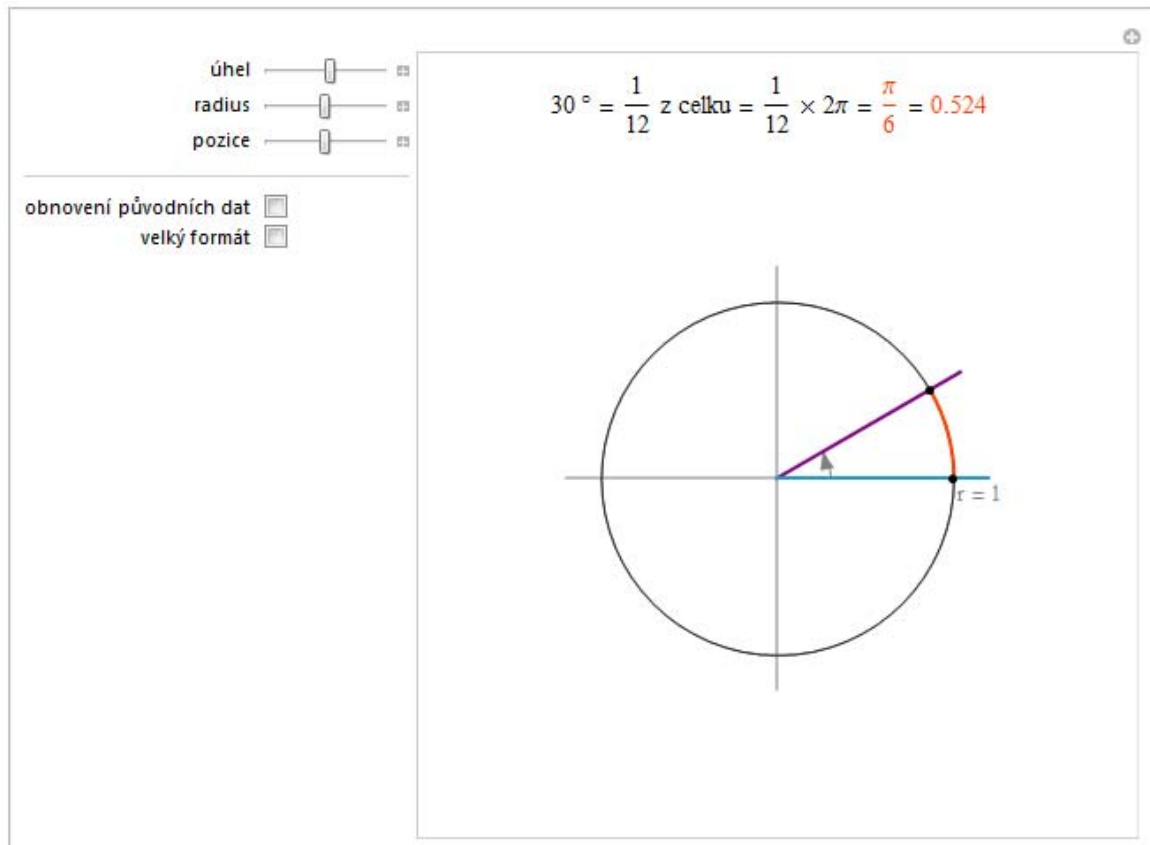 úhel
radius
pozice
obnovení původních dat
velký formát
30 ° = 1/12 z celku = 1/12 × 2π = π/6 = 0.524
r = 1